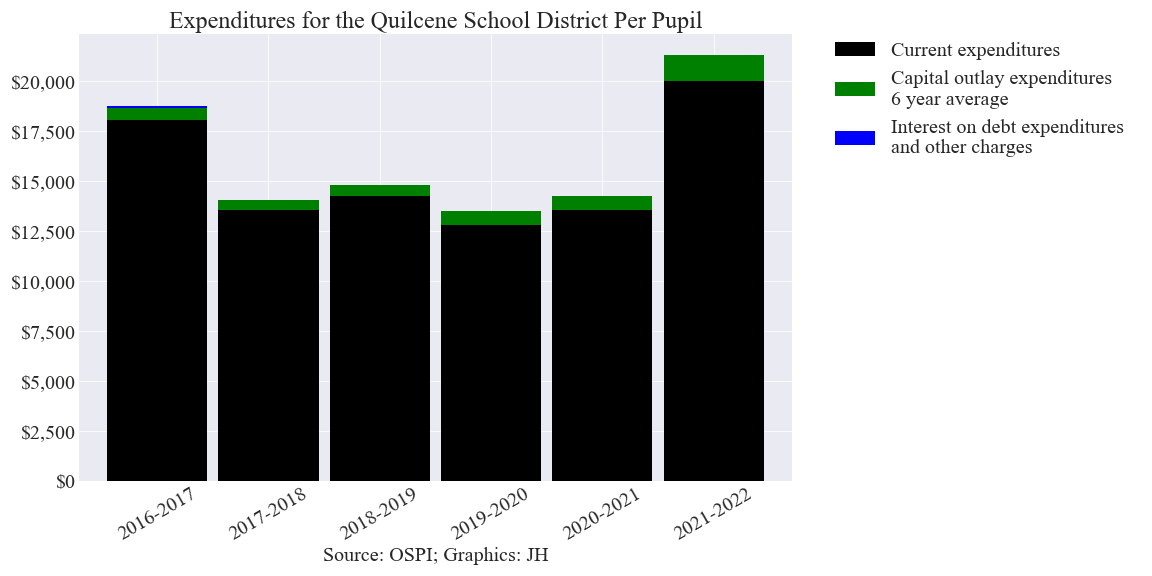 Expenditures for the Quilcene School District Per Pupil
Current expenditures
Capital outlay expenditures
6 year average
Interest on debt expenditures
and other charges
$20,000
$17,500
$15,000
$12,500
$10,000
$7,500
$5,000
$2,500
$0
2016-2017
2017-2018
2018-2019
2019-2020
2020-2021
2021-2022
Source: OSPI; Graphics: JH